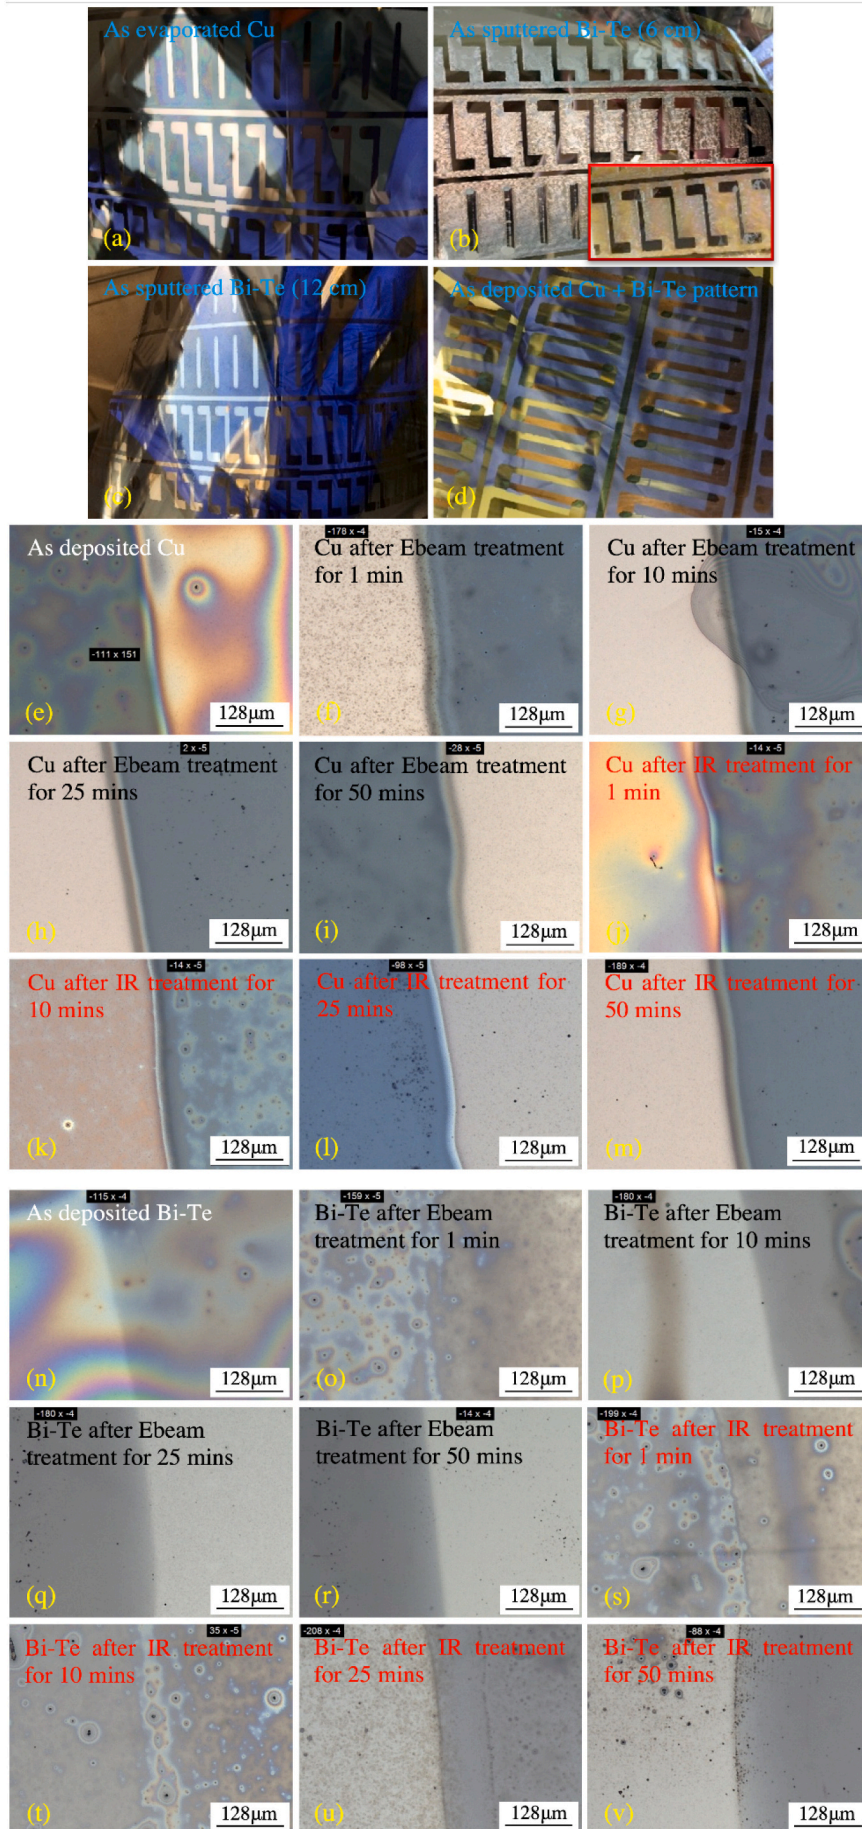 As evaporated Cu
(a)
As sputtered Bi-Te (6 cm)
(b)
As sputtered Bi-Te (12 cm)
(c)
As deposited Cu + Bi-Te pattern
(d)
As deposited Cu
-111 x 151
128μm
(e)
-178 x -4
Cu after Ebeam treatment
for 1 min
128μm
(f)
-15 x -4
Cu after Ebeam treatment
for 10 mins
128μm
(g)
2 x -5
Cu after Ebeam treatment
for 25 mins
128μm
(h)
-28 x -5
Cu after Ebeam treatment
for 50 mins
128μm
(i)
-14 x -5
Cu after IR treatment for
1 min
128μm
(j)
-14 x -5
Cu after IR treatment for
10 mins
128μm
(k)
-98 x -5
Cu after IR treatment for
25 mins
128μm
(l)
-189 x -4
Cu after IR treatment for
50 mins
128μm
(m)
-115 x -4
As deposited Bi-Te
128μm
(n)
-159 x -5
Bi-Te after Ebeam
treatment for 1 min
128μm
(o)
-180 x -4
Bi-Te after Ebeam
treatment for 10 mins
128μm
(p)
-180 x -4
Bi-Te after Ebeam
treatment for 25 mins
128μm
(q)
-14 x -4
Bi-Te after Ebeam
treatment for 50 mins
128μm
(r)
-199 x -4
Bi-Te after IR treatment
for 1 min
128μm
(s)
35 x -5
Bi-Te after IR treatment
for 10 mins
128μm
(t)
-208 x -4
Bi-Te after IR treatment
for 25 mins
128μm
(u)
-88 x -4
Bi-Te after IR treatment
for 50 mins
128μm
(v)